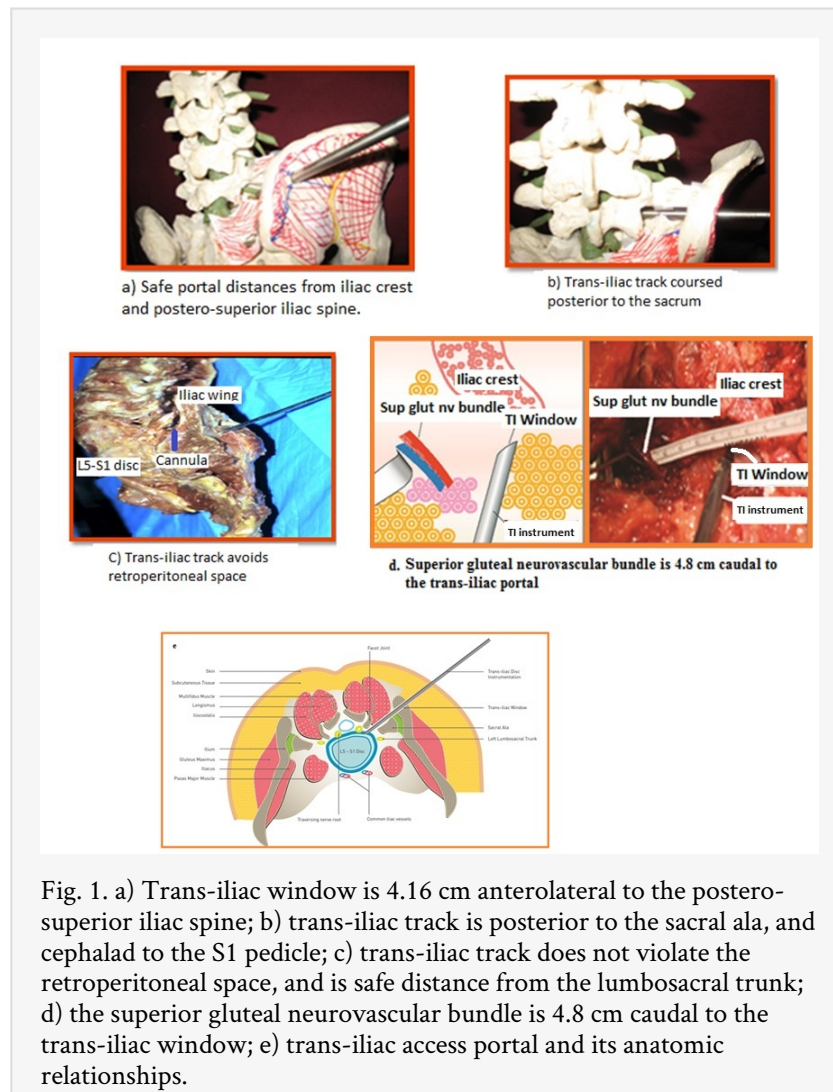 a) Safe portal distances from iliac crest
and postero-superior iliac spine.
b) Trans-iliac track coursed
posterior to the sacrum
Iliac wing
L5-S1 disc
Cannula
C) Trans-iliac track avoids
retroperitoneal space
Iliac crest
Sup glut nv bundle
TI Window
TI instrument
Iliac crest
Sup glut nv bundle
TI Window
TI instrument
d. Superior gluteal neurovascular bundle is 4.8 cm caudal to
the trans-iliac portal
e
Facet Joint
Skin
Subcutaneous Tissue
Multifidus Muscle
Longismus
Iliocostalis
Ilium
Gluteus Maximus
Iliacus
Psoas Major Muscle
Trans-iliac Disc
Instrumentation
Trans-iliac Window
Sacral Ala
Left Lumbosacral Trunk
L5 - S1 Disc
Traversing nerve root
Common iliac vessels
Fig. 1. a) Trans-iliac window is 4.16 cm anterolateral to the postero-
superior iliac spine; b) trans-iliac track is posterior to the sacral ala, and
cephalad to the S1 pedicle; c) trans-iliac track does not violate the
retroperitoneal space, and is safe distance from the lumbosacral trunk;
d) the superior gluteal neurovascular bundle is 4.8 cm caudal to the
trans-iliac window; e) trans-iliac access portal and its anatomic
relationships.